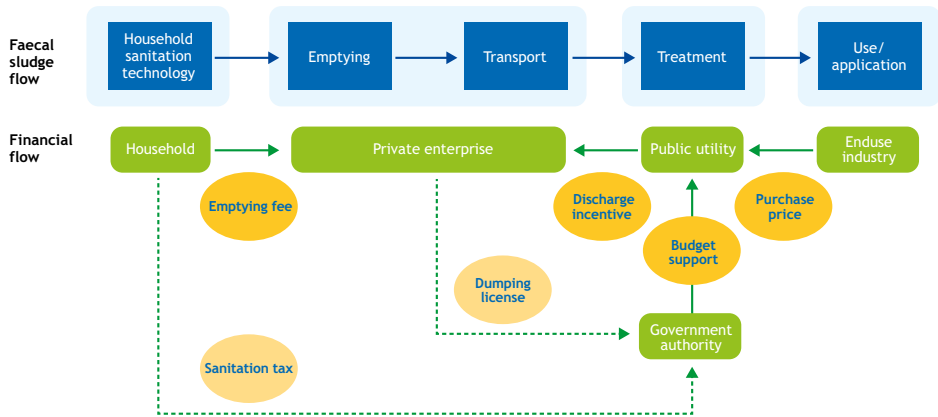 Faecal
sludge
flow
Household
sanitation
technology
Emptying
Transport
Treatment
Use/
application
Financial
flow
Household
Private enterprise
Public utility
Enduse
industry
Emptying fee
Discharge
incentive
Purchase
price
Budget
support
Dumping
license
Government
authority
Sanitation tax